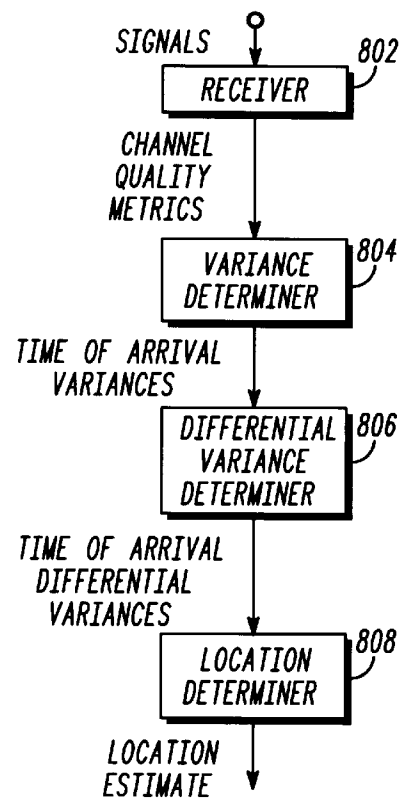 SIGNALS
802
RECEIVER
CHANNEL
QUALITY
METRICS
804
VARIANCE
DETERMINER
TIME OF ARRIVAL
VARIANCES
806
DIFFERENTIAL
VARIANCE
DETERMINER
TIME OF ARRIVAL
DIFFERENTIAL
VARIANCES
808
LOCATION
DETERMINER
LOCATION
ESTIMATE